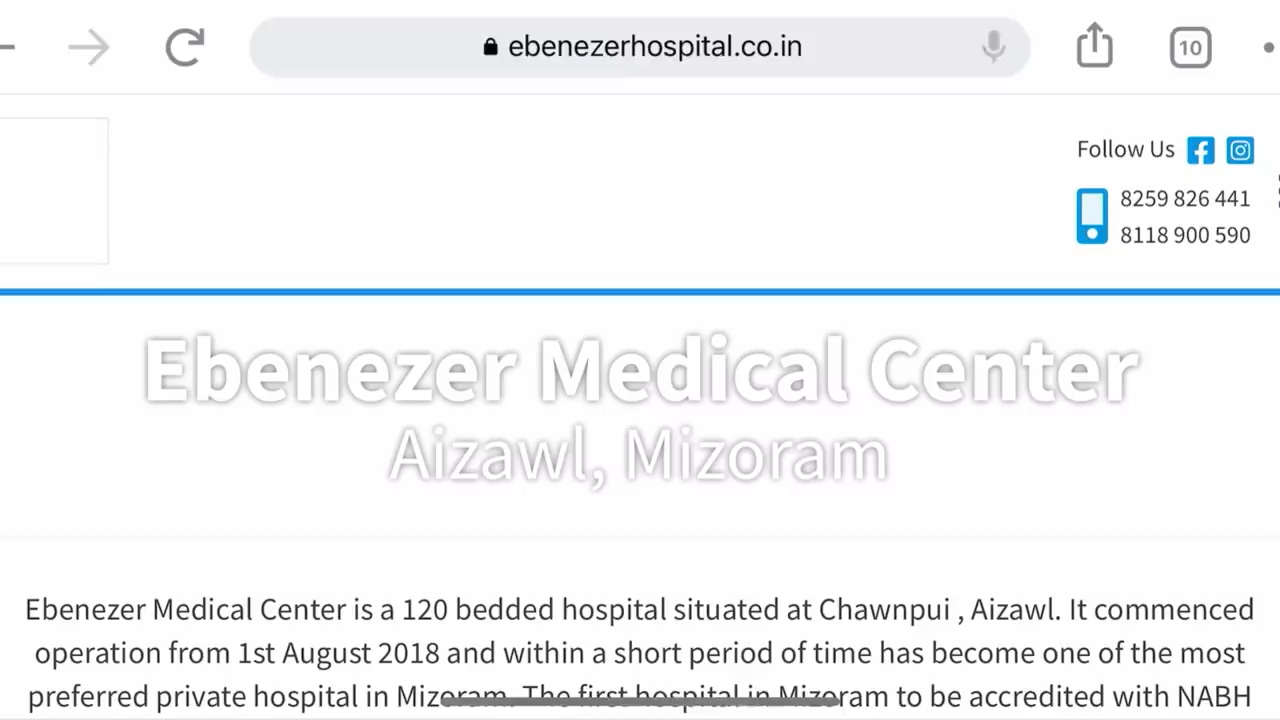 ebenezerhospital.co.in
10
Follow Us
8259 826 441
8118 900 590
Ebenezer Medical Center
Aizawl, Mizoram
Ebenezer Medical Center is a 120 bedded hospital situated at Chawnpui , Aizawl. It commenced
operation from 1st August 2018 and within a short period of time has become one of the most
preferred private hospital in Mizoram. The first hospital in Mizoram to be accredited with NABH